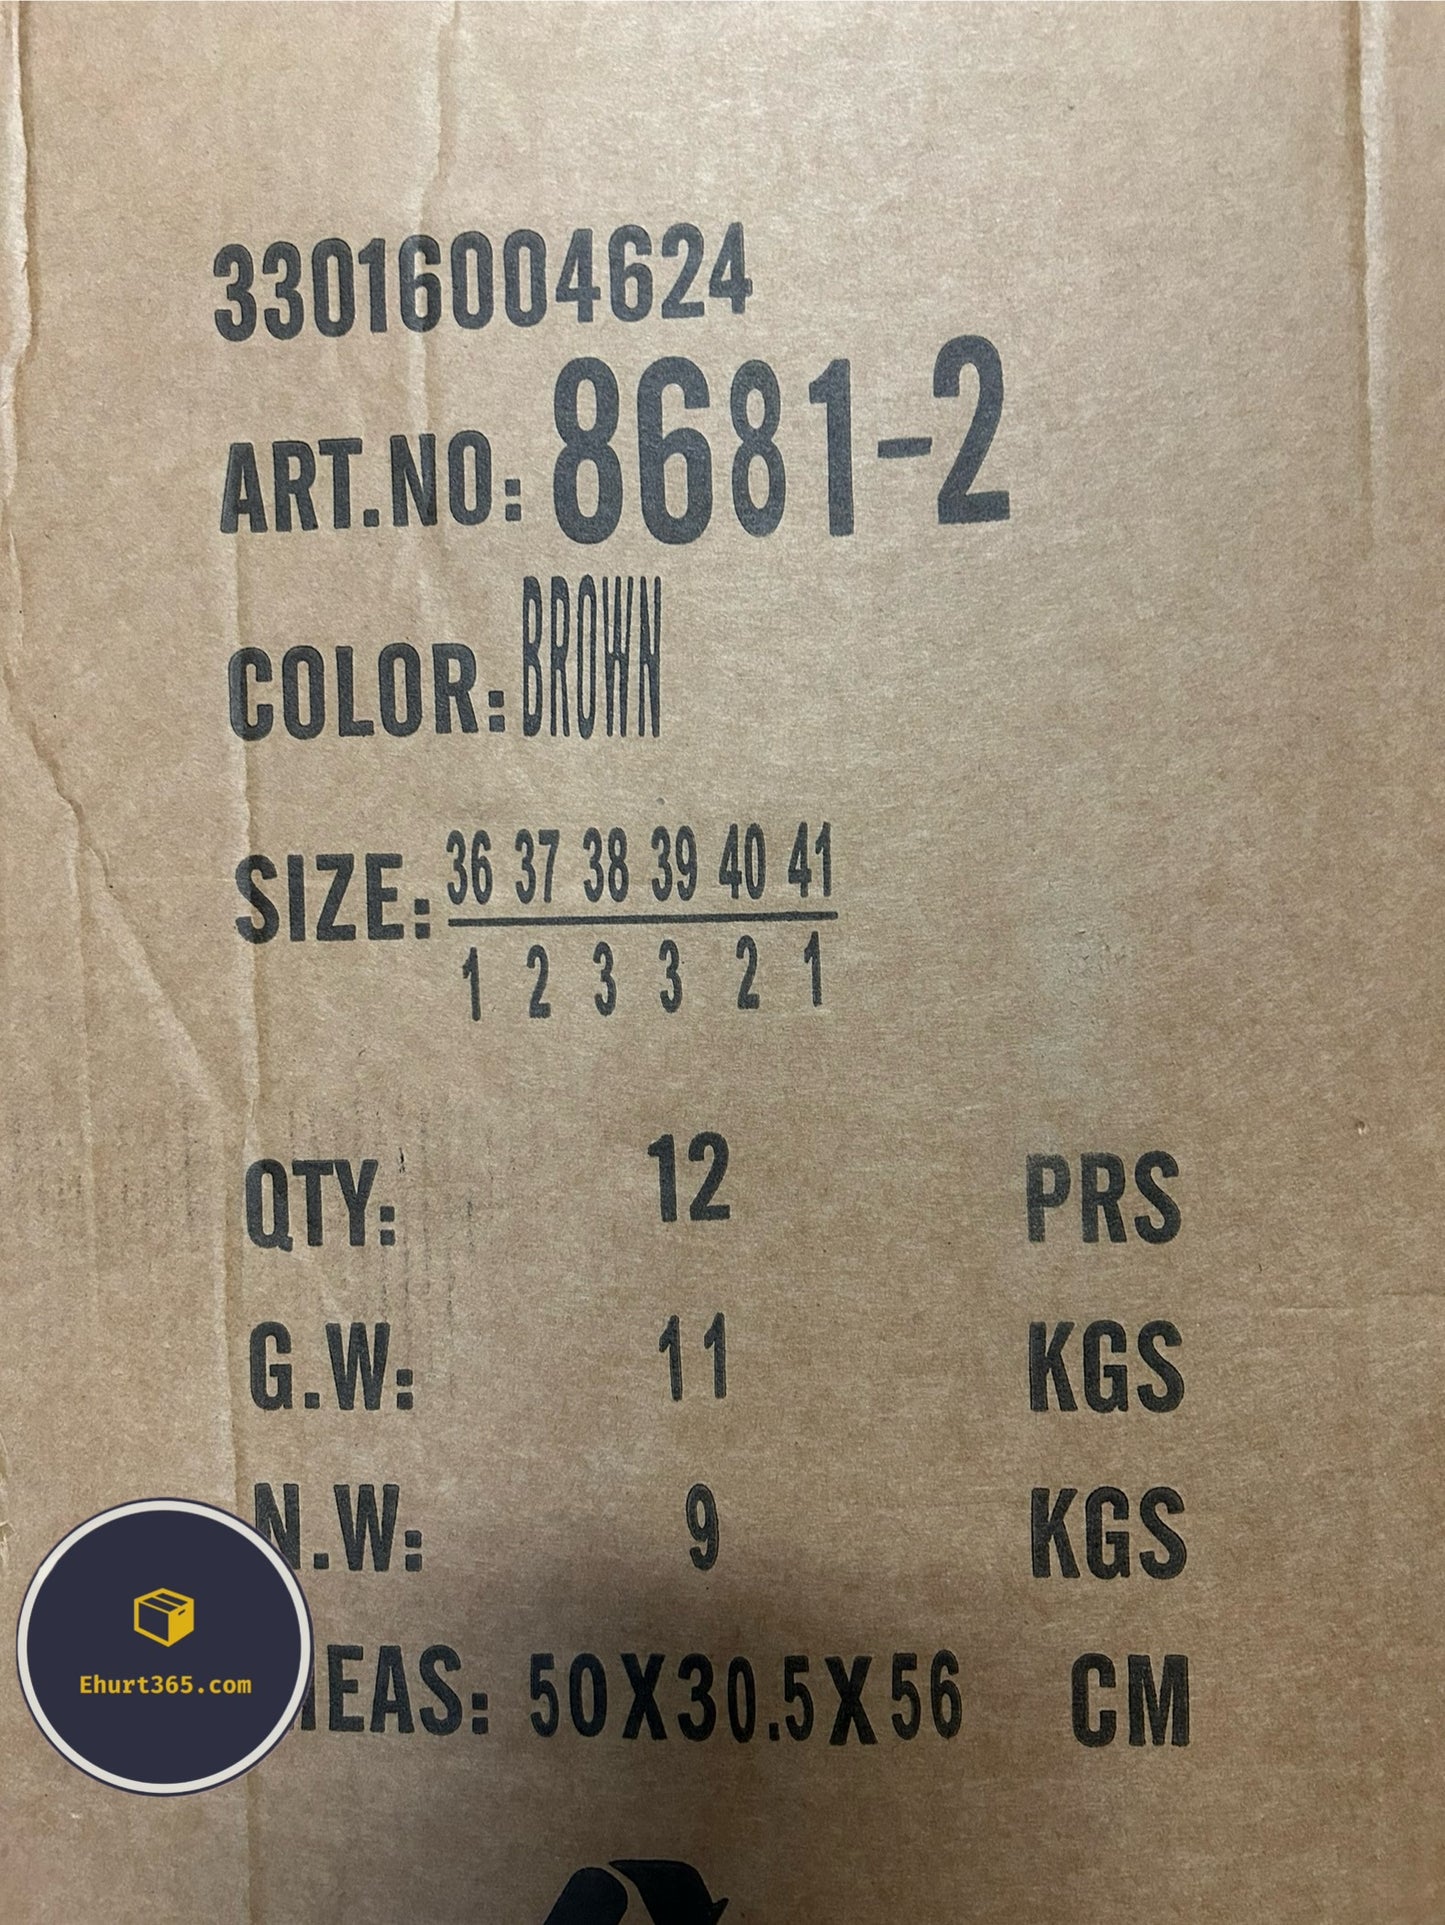 33016004624
ART.NO: 8681-2
COLOR: BROWN
SIZE: 36 37 38 39 40 41
1 2 3 3 2 1
QTY: 12 PRS
G.W: 11 KGS
N.W: 9 KGS
MEAS: 50X30.5X56 CM
Ehurt365.com